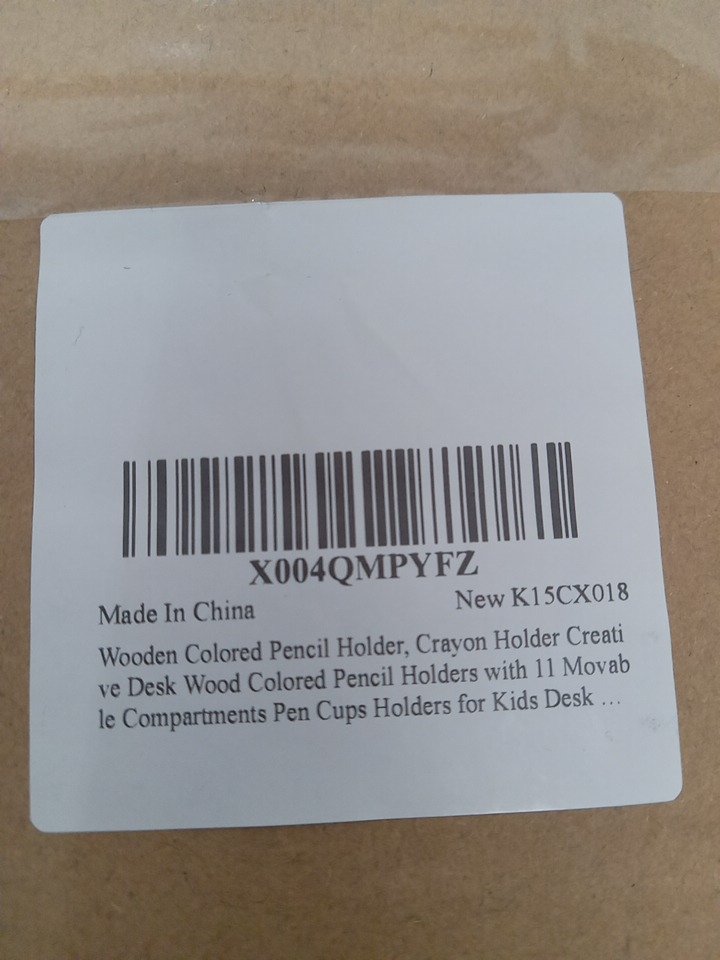 X004QMPYFZ
Made In China New K15CX018
Wooden Colored Pencil Holder, Crayon Holder Creati
ve Desk Wood Colored Pencil Holders with 11 Movab
le Compartments Pen Cups Holders for Kids Desk ...